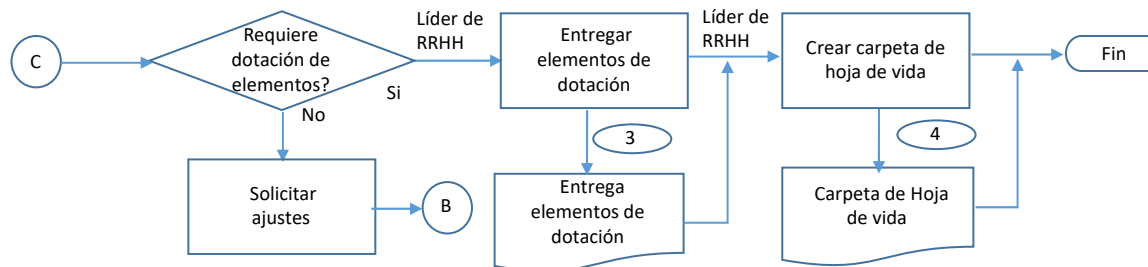 C
Requiere
dotación de
elementos?
Si
No
Líder de
RRHH
Entregar
elementos de
dotación
Líder de
RRHH
Crear carpeta de
hoja de vida
Fin
3
4
Solicitar
ajustes
B
Entrega
elementos de
dotación
Carpeta de Hoja
de vida